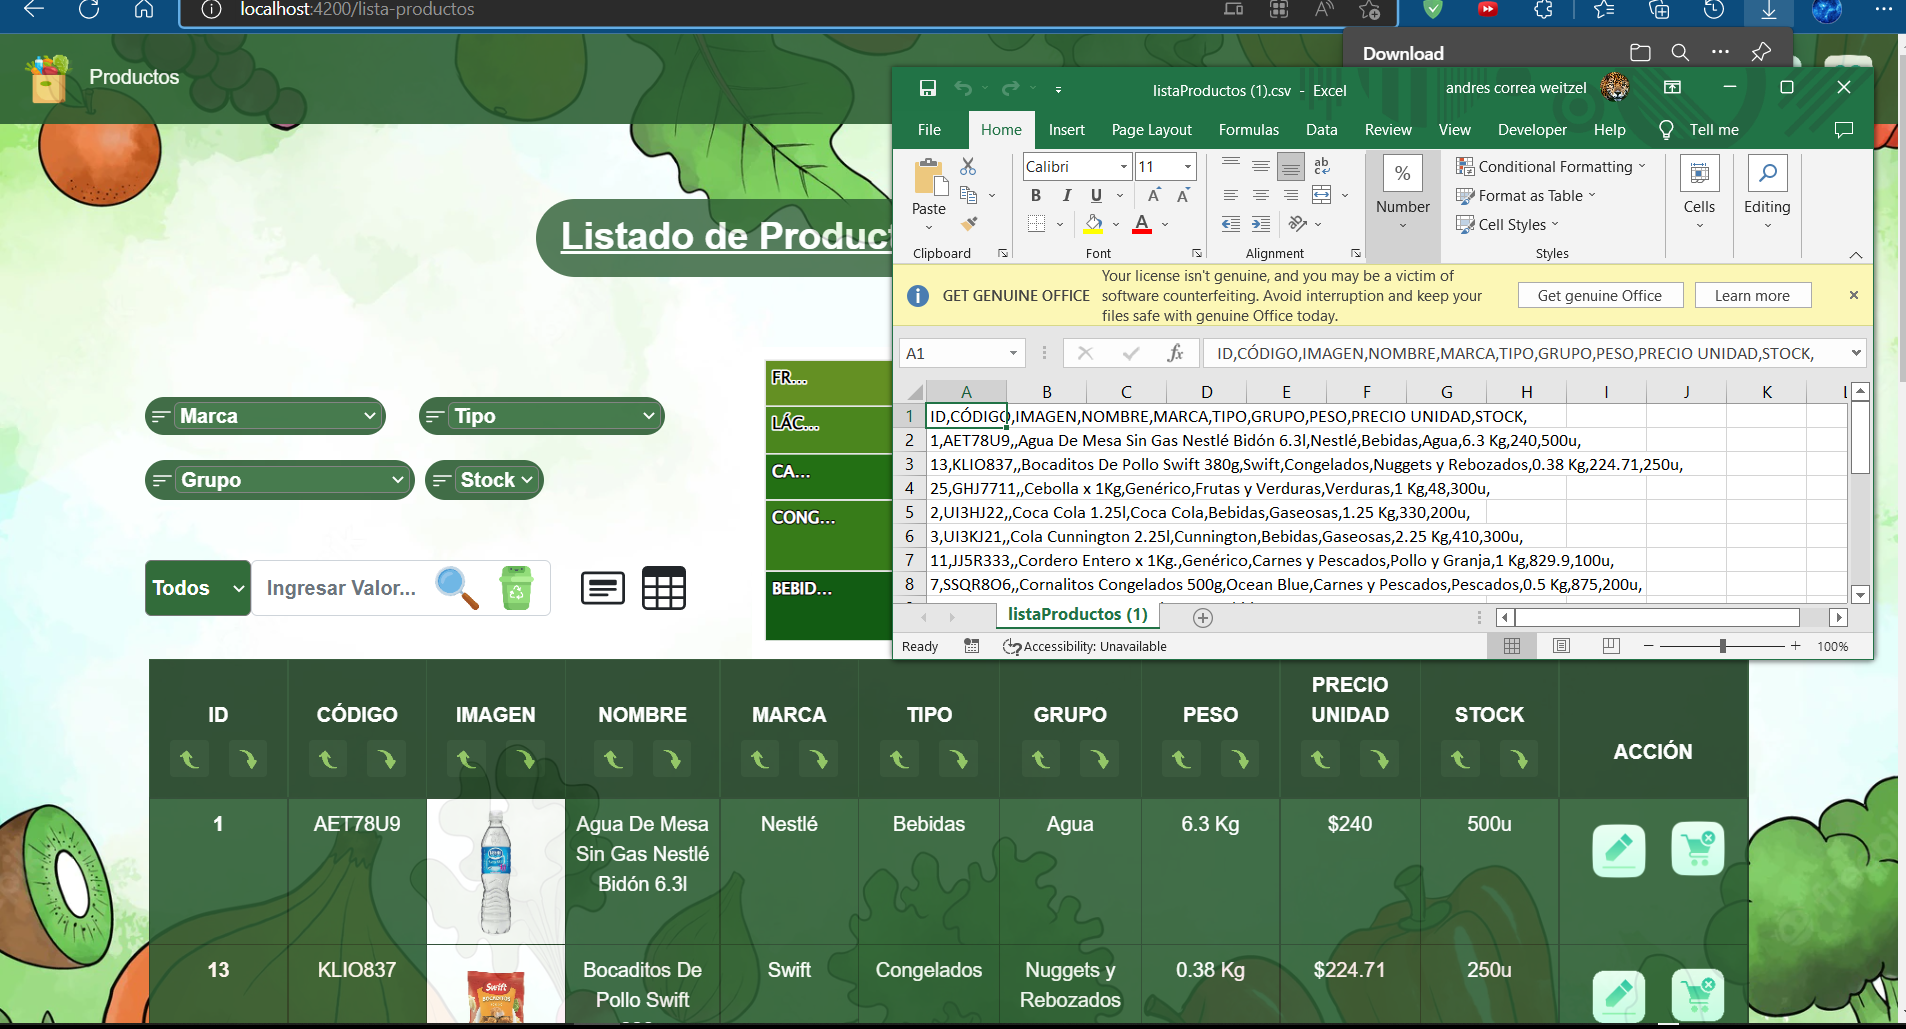 localhost:4200/lista-productos
Productos
Download
listaProductos (1).csv - Excel
andres correa weitzel
File Home Insert Page Layout Formulas Data Review View Developer Help Tell me
Paste
Clipboard
Calibri 11
B I U
A A
A
Font
ab
Alignment
%
Number
Conditional Formatting
Format as Table
Cell Styles
Styles
Cells
Editing
GET GENUINE OFFICE
Your license isn't genuine, and you may be a victim of
software counterfeiting. Avoid interruption and keep your
files safe with genuine Office today.
Get genuine Office
Learn more
A1
fx
ID,CÓDIGO,IMAGEN,NOMBRE,MARCA,TIPO,GRUPO,PESO,PRECIO UNIDAD,STOCK,
A B C D E F G H I J K
1 ID,CÓDIGO,IMAGEN,NOMBRE,MARCA,TIPO,GRUPO,PESO,PRECIO UNIDAD,STOCK,
2 1,AET78U9,,Agua De Mesa Sin Gas Nestlé Bidón 6.3l,Nestlé,Bebidas,Agua,6.3 Kg,240,500u,
3 13,KLIO837,,Bocaditos De Pollo Swift 380g,Swift,Congelados,Nuggets y Rebozados,0.38 Kg,224.71,250u,
4 25,GHJ7711,,Cebolla x 1Kg,Genérico,Frutas y Verduras,Verduras,1 Kg,48,300u,
5 2,UI3HJ22,,Coca Cola 1.25l,Coca Cola,Bebidas,Gaseosas,1.25 Kg,330,200u,
6 3,UI3KJ21,,Cola Cunnington 2.25l,Cunnington,Bebidas,Gaseosas,2.25 Kg,410,300u,
7 11,JJ5R333,,Cordero Entero x 1Kg.,Genérico,Carnes y Pescados,Pollo y Granja,1 Kg,829.9,100u,
8 7,SSQR8O6,,Cornalitos Congelados 500g,Ocean Blue,Carnes y Pescados,Pescados,0.5 Kg,875,200u,
listaProductos (1)
Ready
Accessibility: Unavailable
100%
Listado de Product
Marca
Tipo
Grupo
Stock
FR...
LÁC...
CA...
CONG...
BEBID...
Todos
Ingresar Valor...
ID CÓDIGO IMAGEN NOMBRE MARCA TIPO GRUPO PESO PRECIO UNIDAD STOCK ACCIÓN
1 AET78U9 Agua De Mesa Nestlé Bebidas Agua 6.3 Kg $240 500u
Sin Gas Nestlé
Bidón 6.3l
13 KLIO837 Bocaditos De Swift Congelados Nuggets y 0.38 Kg $224.71 250u
Pollo Swift Rebozados
Swift